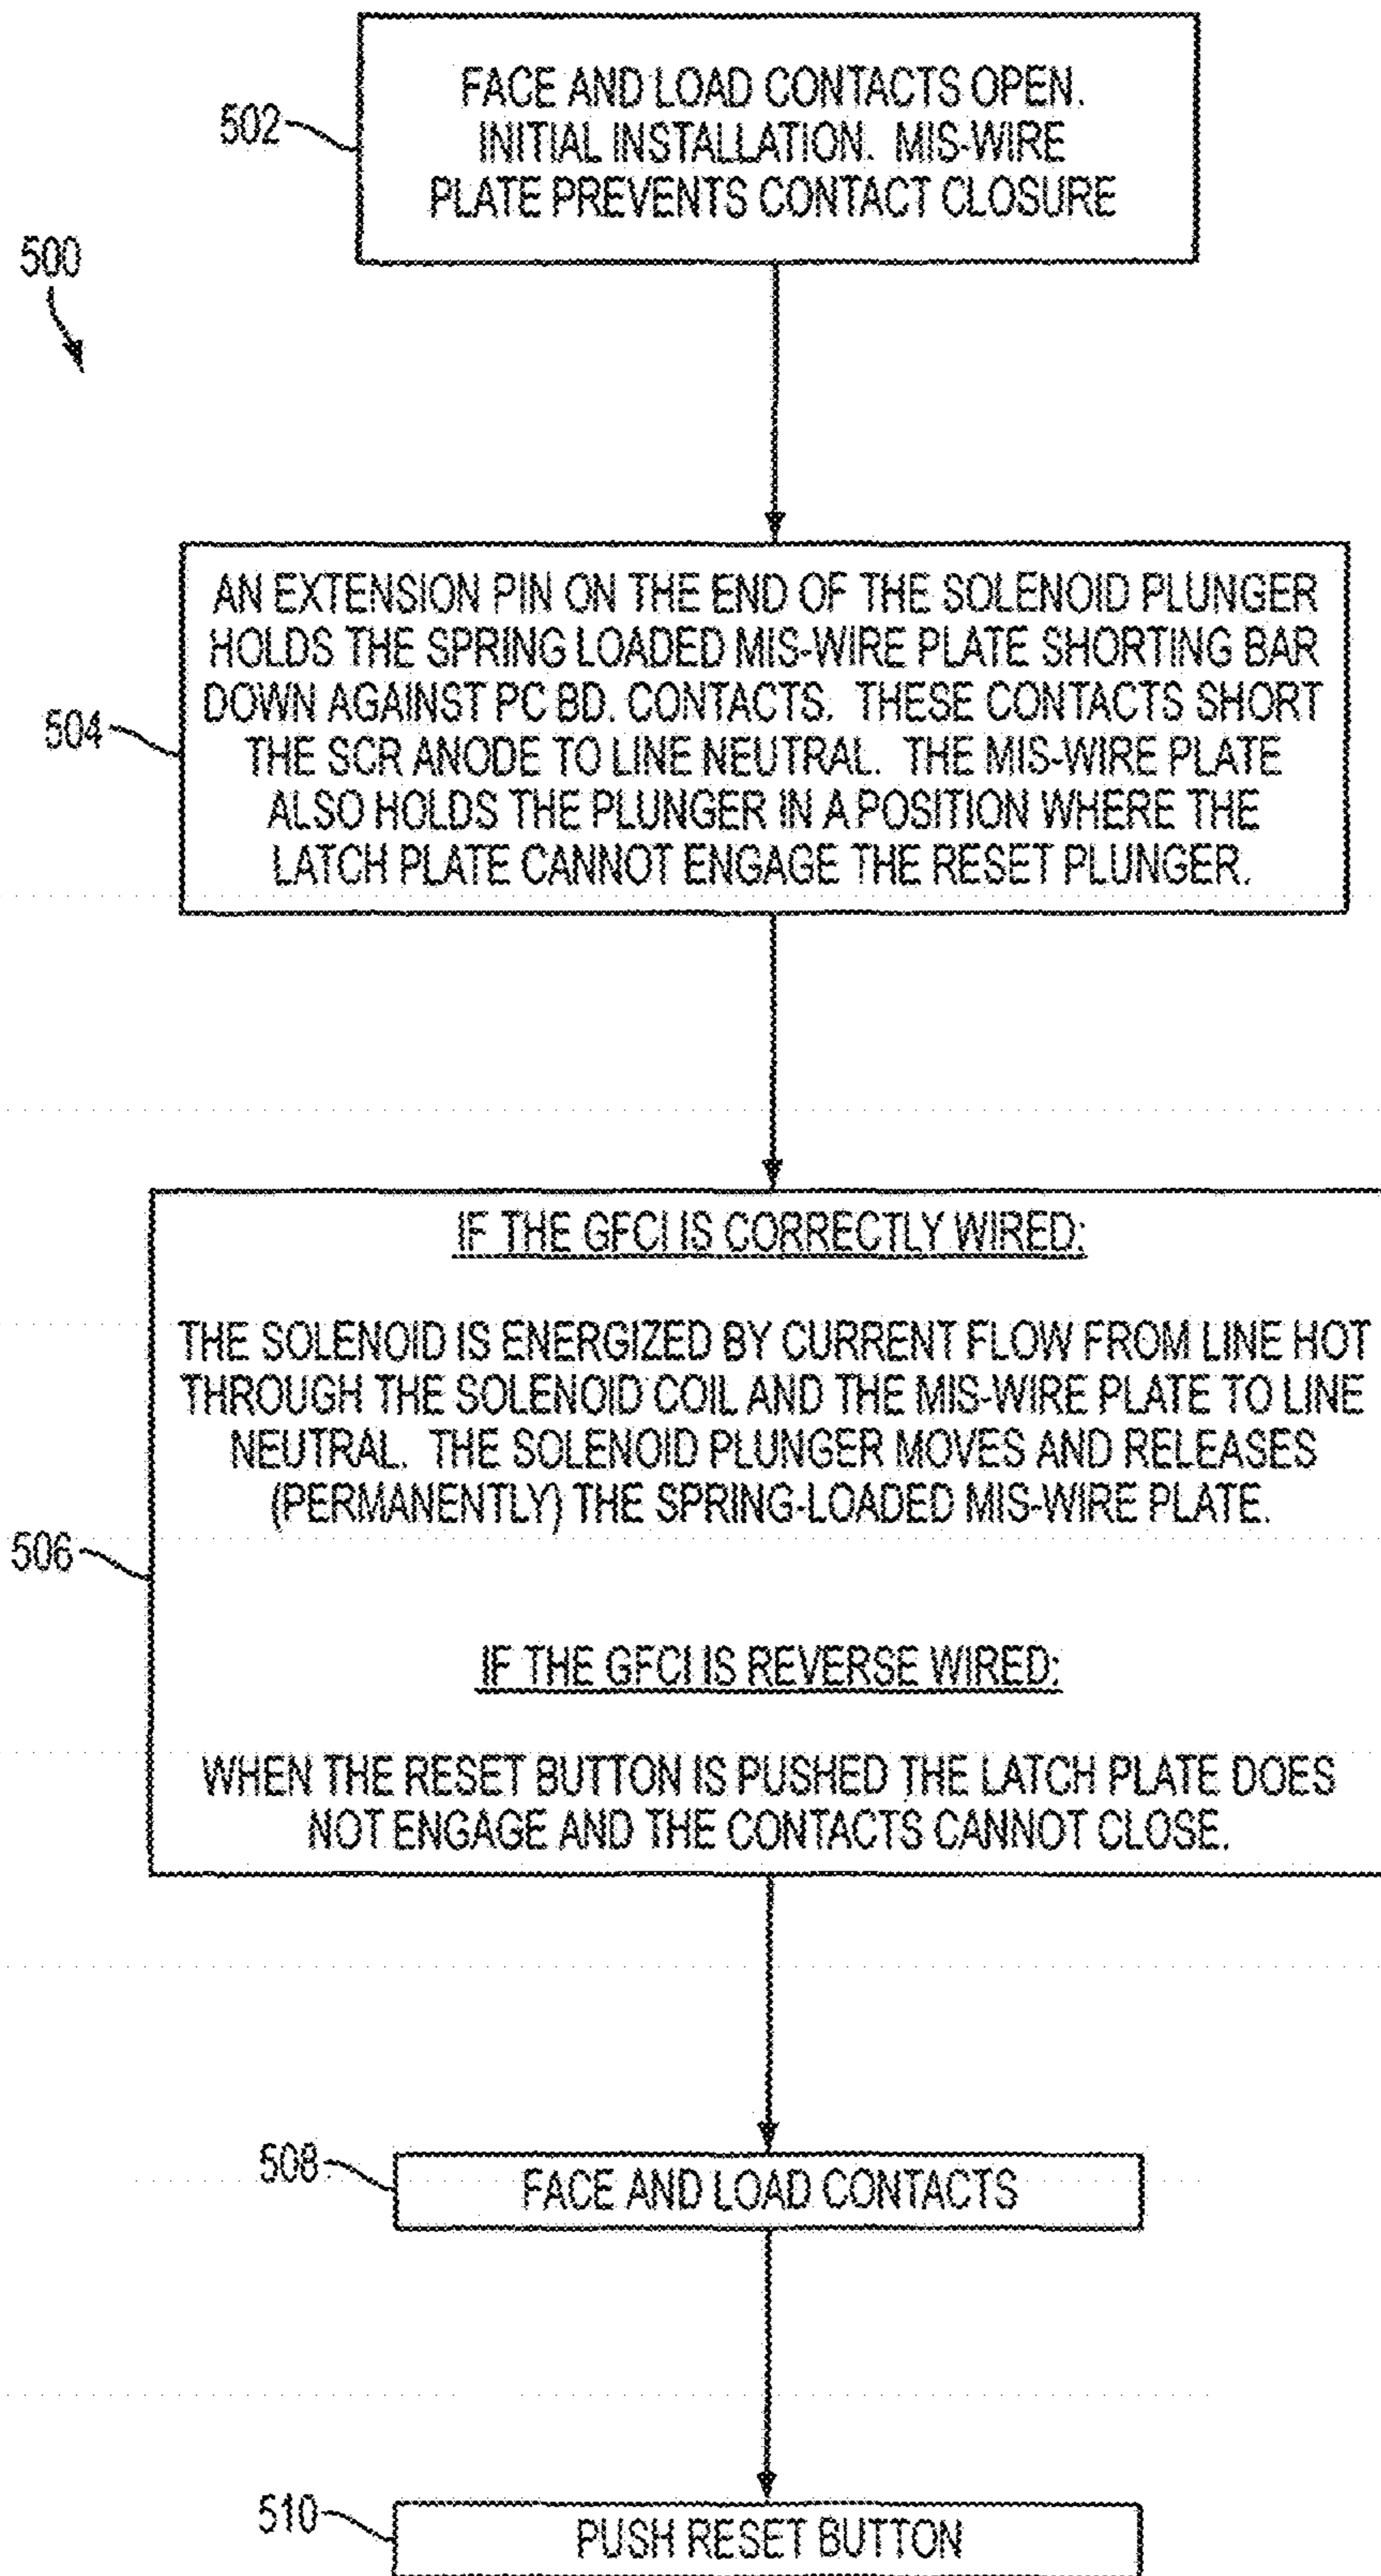 502
FACE AND LOAD CONTACTS OPEN.
INITIAL INSTALLATION. MIS-WIRE
PLATE PREVENTS CONTACT CLOSURE
500
504
AN EXTENSION PIN ON THE END OF THE SOLENOID PLUNGER
HOLDS THE SPRING LOADED MIS-WIRE PLATE SHORTING BAR
DOWN AGAINST PC BD. CONTACTS. THESE CONTACTS SHORT
THE SCR ANODE TO LINE NEUTRAL. THE MIS-WIRE PLATE
ALSO HOLDS THE PLUNGER IN A POSITION WHERE THE
LATCH PLATE CANNOT ENGAGE THE RESET PLUNGER.
506
IF THE GFCI IS CORRECTLY WIRED:
THE SOLENOID IS ENERGIZED BY CURRENT FLOW FROM LINE HOT
THROUGH THE SOLENOID COIL AND THE MIS-WIRE PLATE TO LINE
NEUTRAL. THE SOLENOID PLUNGER MOVES AND RELEASES
(PERMANENTLY) THE SPRING-LOADED MIS-WIRE PLATE.
IF THE GFCI IS REVERSE WIRED:
WHEN THE RESET BUTTON IS PUSHED THE LATCH PLATE DOES
NOT ENGAGE AND THE CONTACTS CANNOT CLOSE.
508
FACE AND LOAD CONTACTS
510
PUSH RESET BUTTON